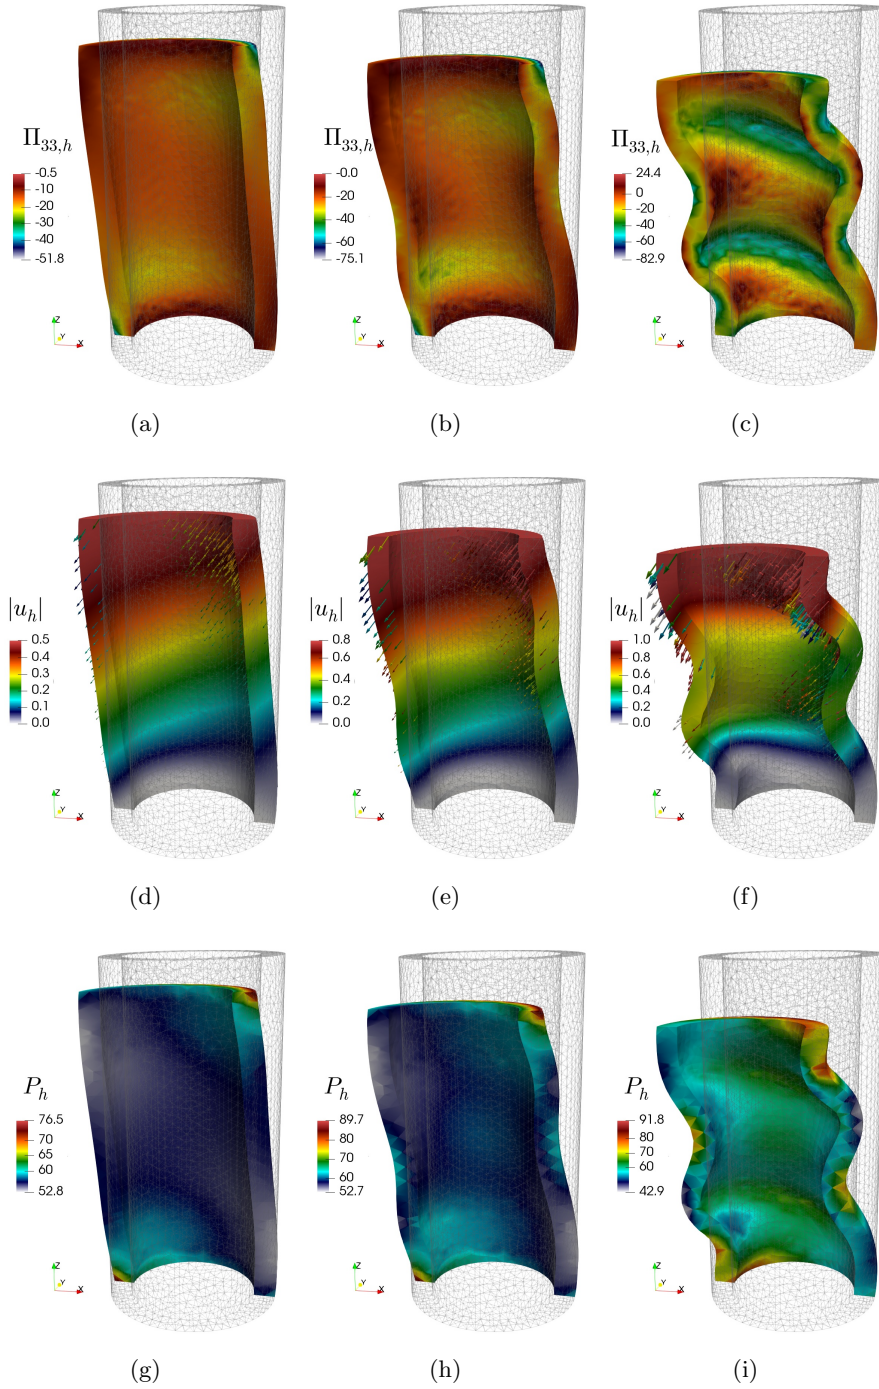 Π33,h
-0.5
-10
-20
-30
-40
-51.8
Z
Y
X
(a)
Π33,h
-0.0
-20
-40
-60
-75.1
Z
Y
X
(b)
Π33,h
24.4
0
-20
-40
-60
-82.9
Z
Y
X
(c)
|uh|
0.5
0.4
0.3
0.2
0.1
0.0
Z
Y
X
(d)
|uh|
0.8
0.6
0.4
0.2
0.0
Z
Y
X
(e)
|uh|
1.0
0.8
0.6
0.4
0.2
0.0
Z
Y
X
(f)
Ph
76.5
70
65
60
52.8
Z
Y
X
(g)
Ph
89.7
80
70
60
52.7
Z
Y
X
(h)
Ph
91.8
80
70
60
42.9
Z
Y
X
(i)